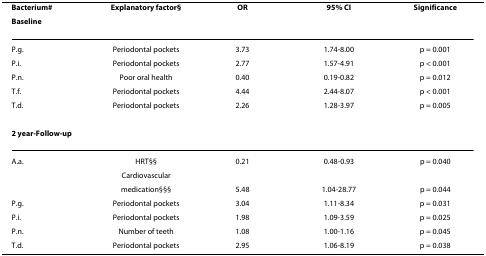 Bacterium# Explanatory factor§ OR 95% CI Significance
Baseline
P.g. Periodontal pockets 3.73 1.74-8.00 p = 0.001
P.i. Periodontal pockets 2.77 1.57-4.91 p < 0.001
P.n. Poor oral health 0.40 0.19-0.82 p = 0.012
T.f. Periodontal pockets 4.44 2.44-8.07 p < 0.001
T.d. Periodontal pockets 2.26 1.28-3.97 p = 0.005
2 year-Follow-up
A.a. HRT§§ 0.21 0.48-0.93 p = 0.040
Cardiovascular
medication§§§ 5.48 1.04-28.77 p = 0.044
P.g. Periodontal pockets 3.04 1.11-8.34 p = 0.031
P.i. Periodontal pockets 1.98 1.09-3.59 p = 0.025
P.n. Number of teeth 1.08 1.00-1.16 p = 0.045
T.d. Periodontal pockets 2.95 1.06-8.19 p = 0.038